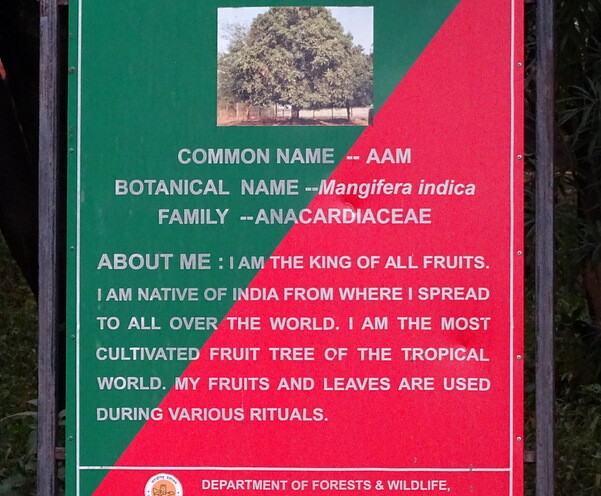 COMMON NAME -- AAM
BOTANICAL NAME --Mangifera indica
FAMILY --ANACARDIACEAE
ABOUT ME : I AM THE KING OF ALL FRUITS.
I AM NATIVE OF INDIA FROM WHERE I SPREAD
TO ALL OVER THE WORLD. I AM THE MOST
CULTIVATED FRUIT TREE OF THE TROPICAL
WORLD. MY FRUITS AND LEAVES ARE USED
DURING VARIOUS RITUALS.
DEPARTMENT OF FORESTS & WILDLIFE,